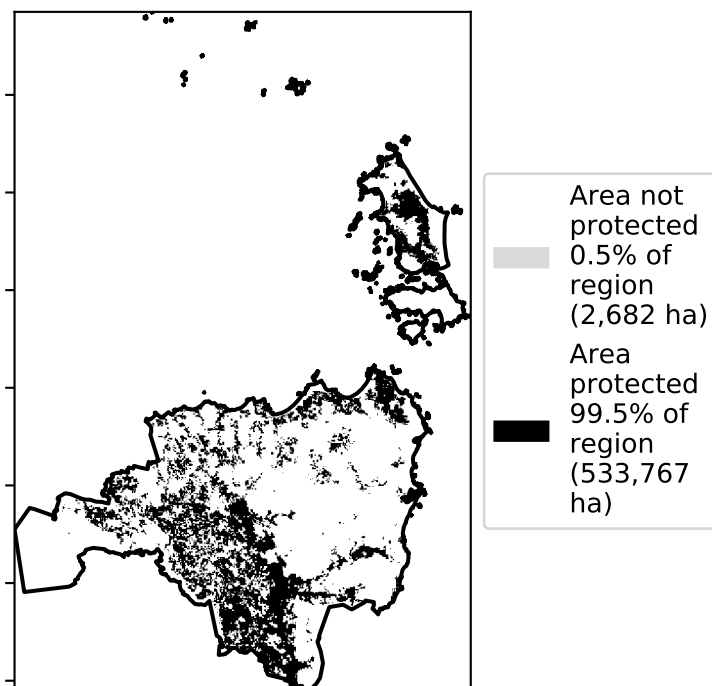 Area not
protected
0.5% of
region
(2,682 ha)
Area
protected
99.5% of
region
(533,767
ha)